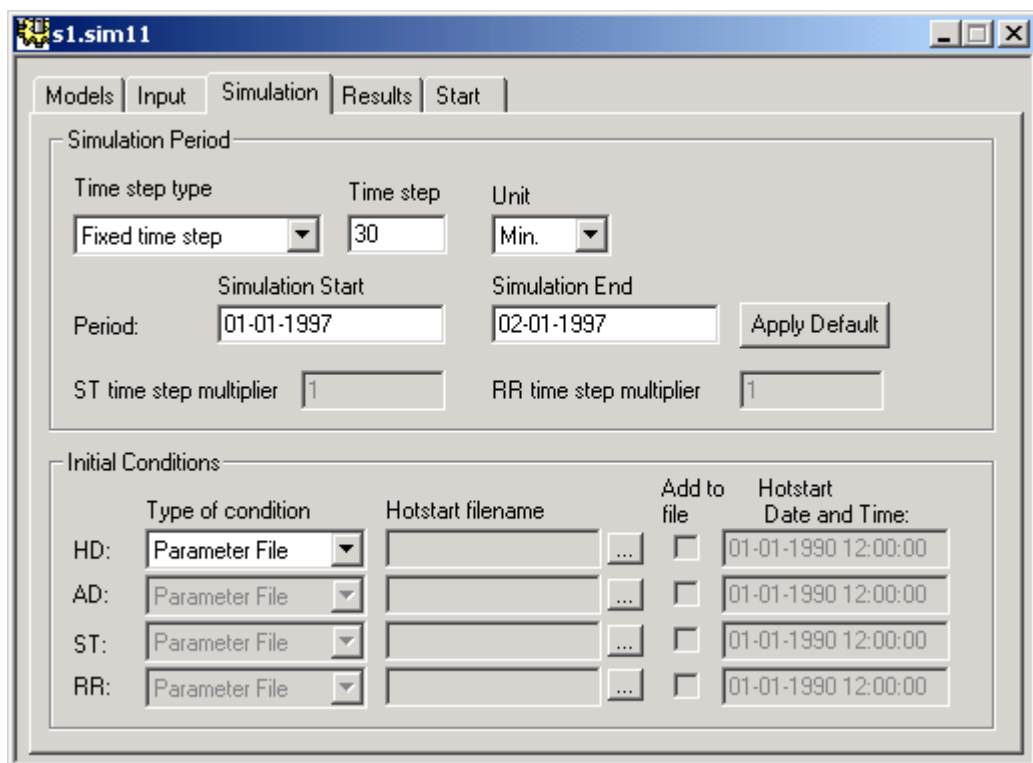 s1.sim11
Models Input Simulation Results Start
Simulation Period
Time step type Time step Unit
Fixed time step 30 Min.
Simulation Start Simulation End
Period: 01-01-1997 02-01-1997 Apply Default
ST time step multiplier 1 RR time step multiplier 1
Initial Conditions
Type of condition Hotstart filename Add to file Hotstart Date and Time:
HD: Parameter File ... 01-01-1990 12:00:00
AD: Parameter File ... 01-01-1990 12:00:00
ST: Parameter File ... 01-01-1990 12:00:00
RR: Parameter File ... 01-01-1990 12:00:00